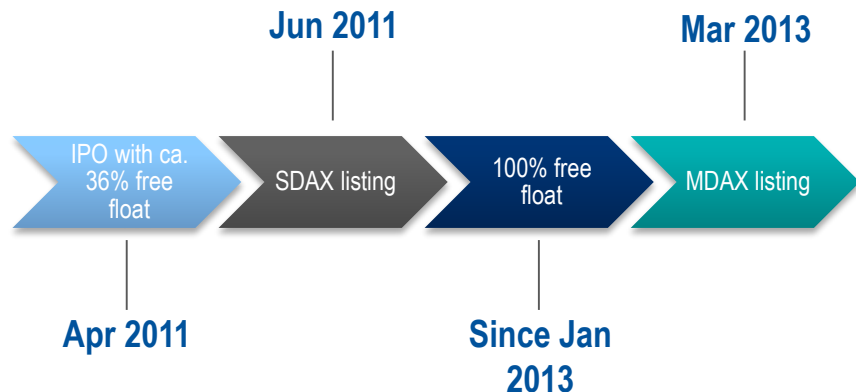 Jun 2011
Mar 2013
IPO with ca.
36% free
float
SDAX listing
100% free
float
MDAX listing
Apr 2011
Since Jan
2013